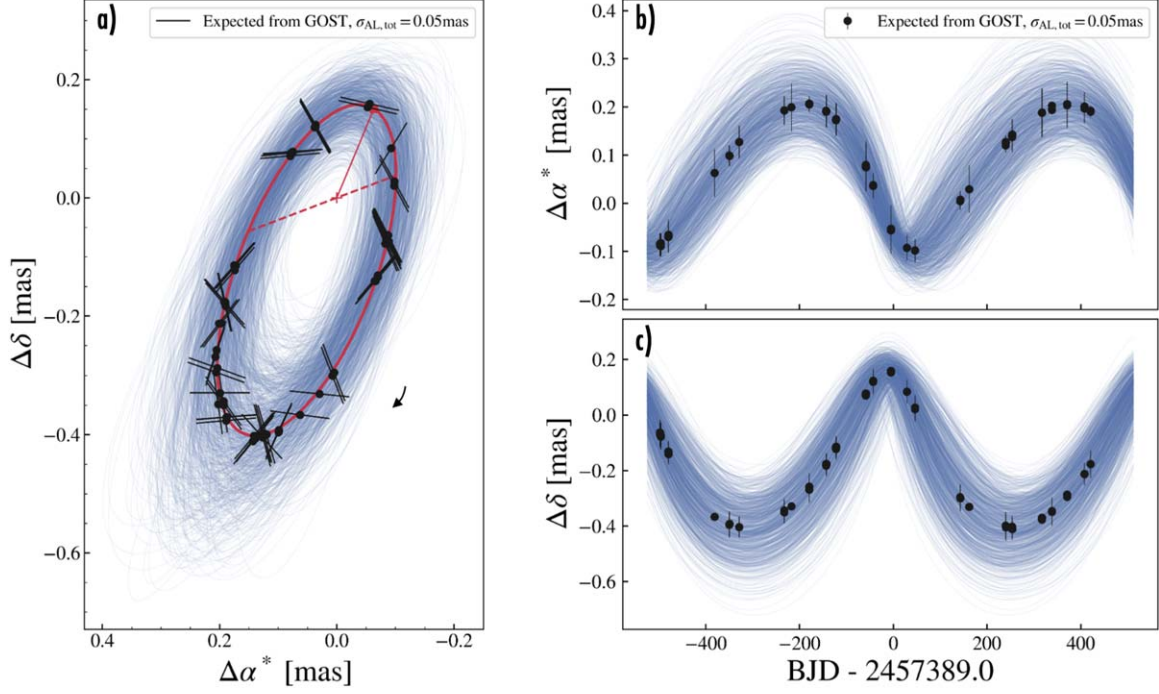 a)
Expected from GOST, σ_AL,tot = 0.05mas
0.2
0.0
−0.2
−0.4
−0.6
Δδ [mas]
0.4
0.2
0.0
−0.2
Δα* [mas]
b)
Expected from GOST, σ_AL,tot = 0.05mas
0.4
0.3
0.2
0.1
0.0
−0.1
−0.2
Δα* [mas]
c)
0.2
0.0
−0.2
−0.4
−0.6
Δδ [mas]
−400
−200
0
200
400
BJD - 2457389.0